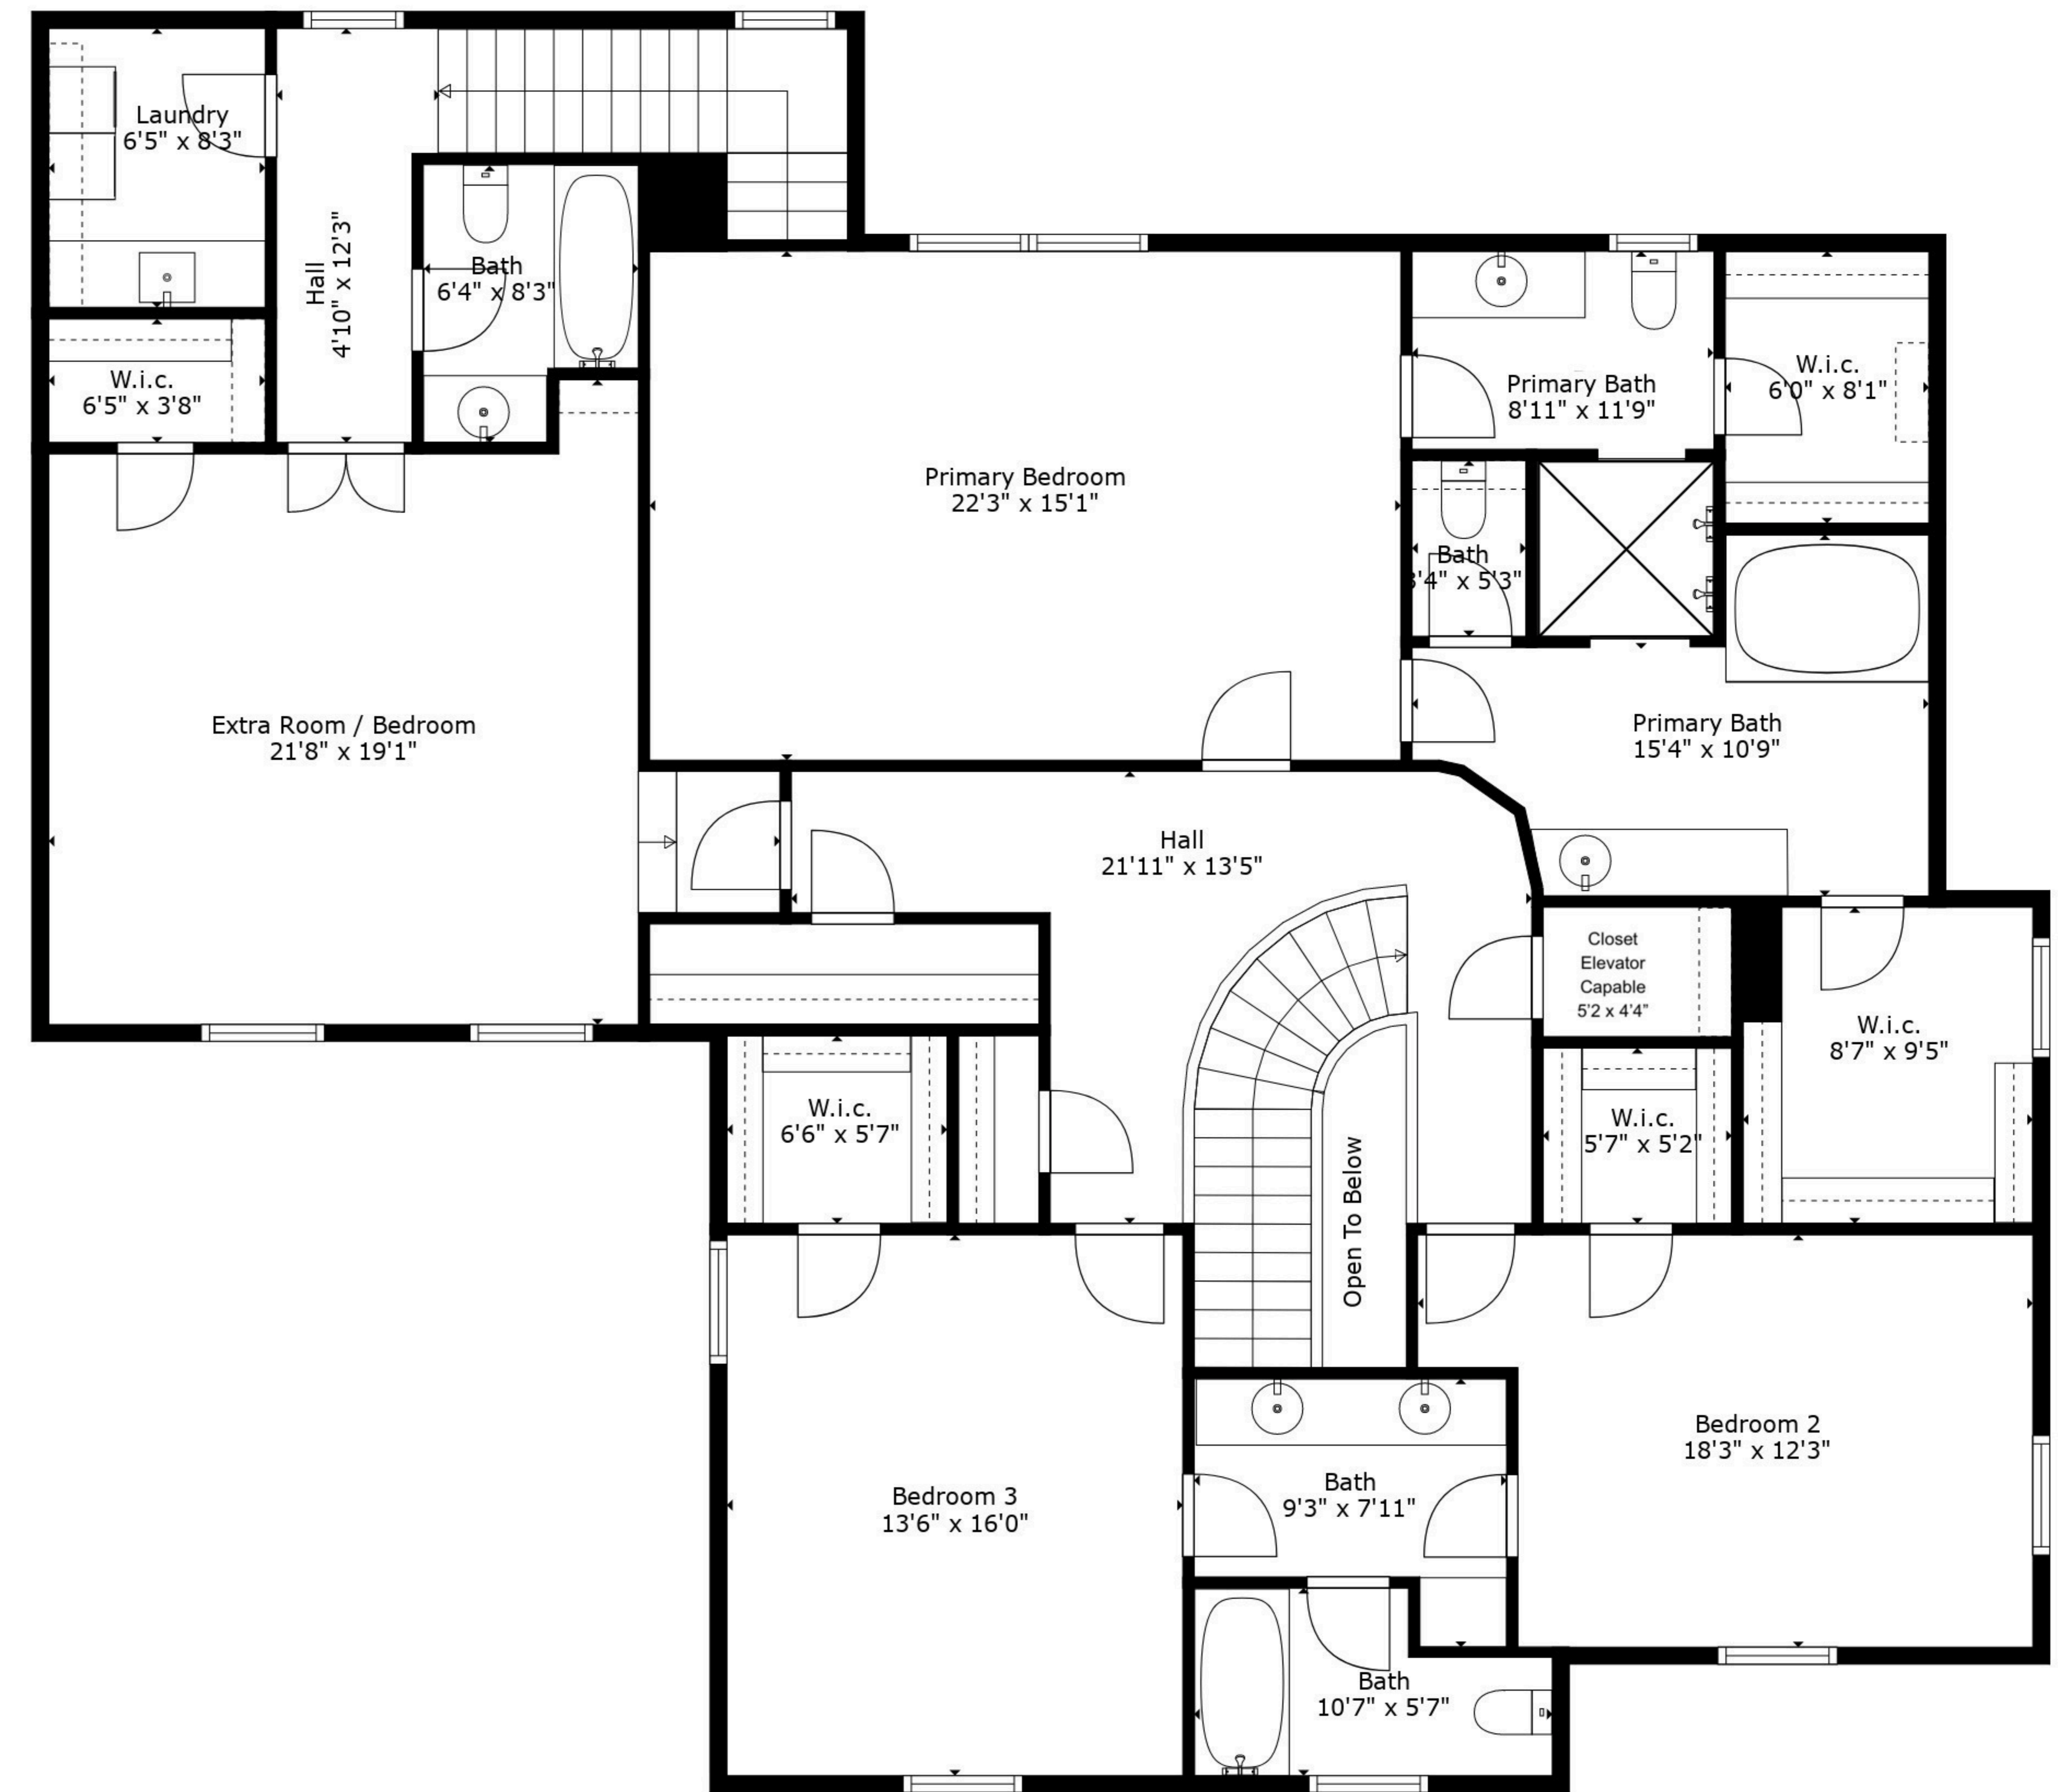 Laundry
6'5" x 8'3"
Hall
4'10" x 12'3"
Bath
6'4" x 8'3"
W.i.c.
6'5" x 3'8"
Primary Bedroom
22'3" x 15'1"
Primary Bath
8'11" x 11'9"
W.i.c.
6'0" x 8'1"
Bath
3'4" x 5'3"
Extra Room / Bedroom
21'8" x 19'1"
Primary Bath
15'4" x 10'9"
Hall
21'11" x 13'5"
Closet
Elevator
Capable
5'2 x 4'4"
W.i.c.
8'7" x 9'5"
W.i.c.
6'6" x 5'7"
W.i.c.
5'7" x 5'2"
Open To Below
Bedroom 2
18'3" x 12'3"
Bedroom 3
13'6" x 16'0"
Bath
9'3" x 7'11"
Bath
10'7" x 5'7"